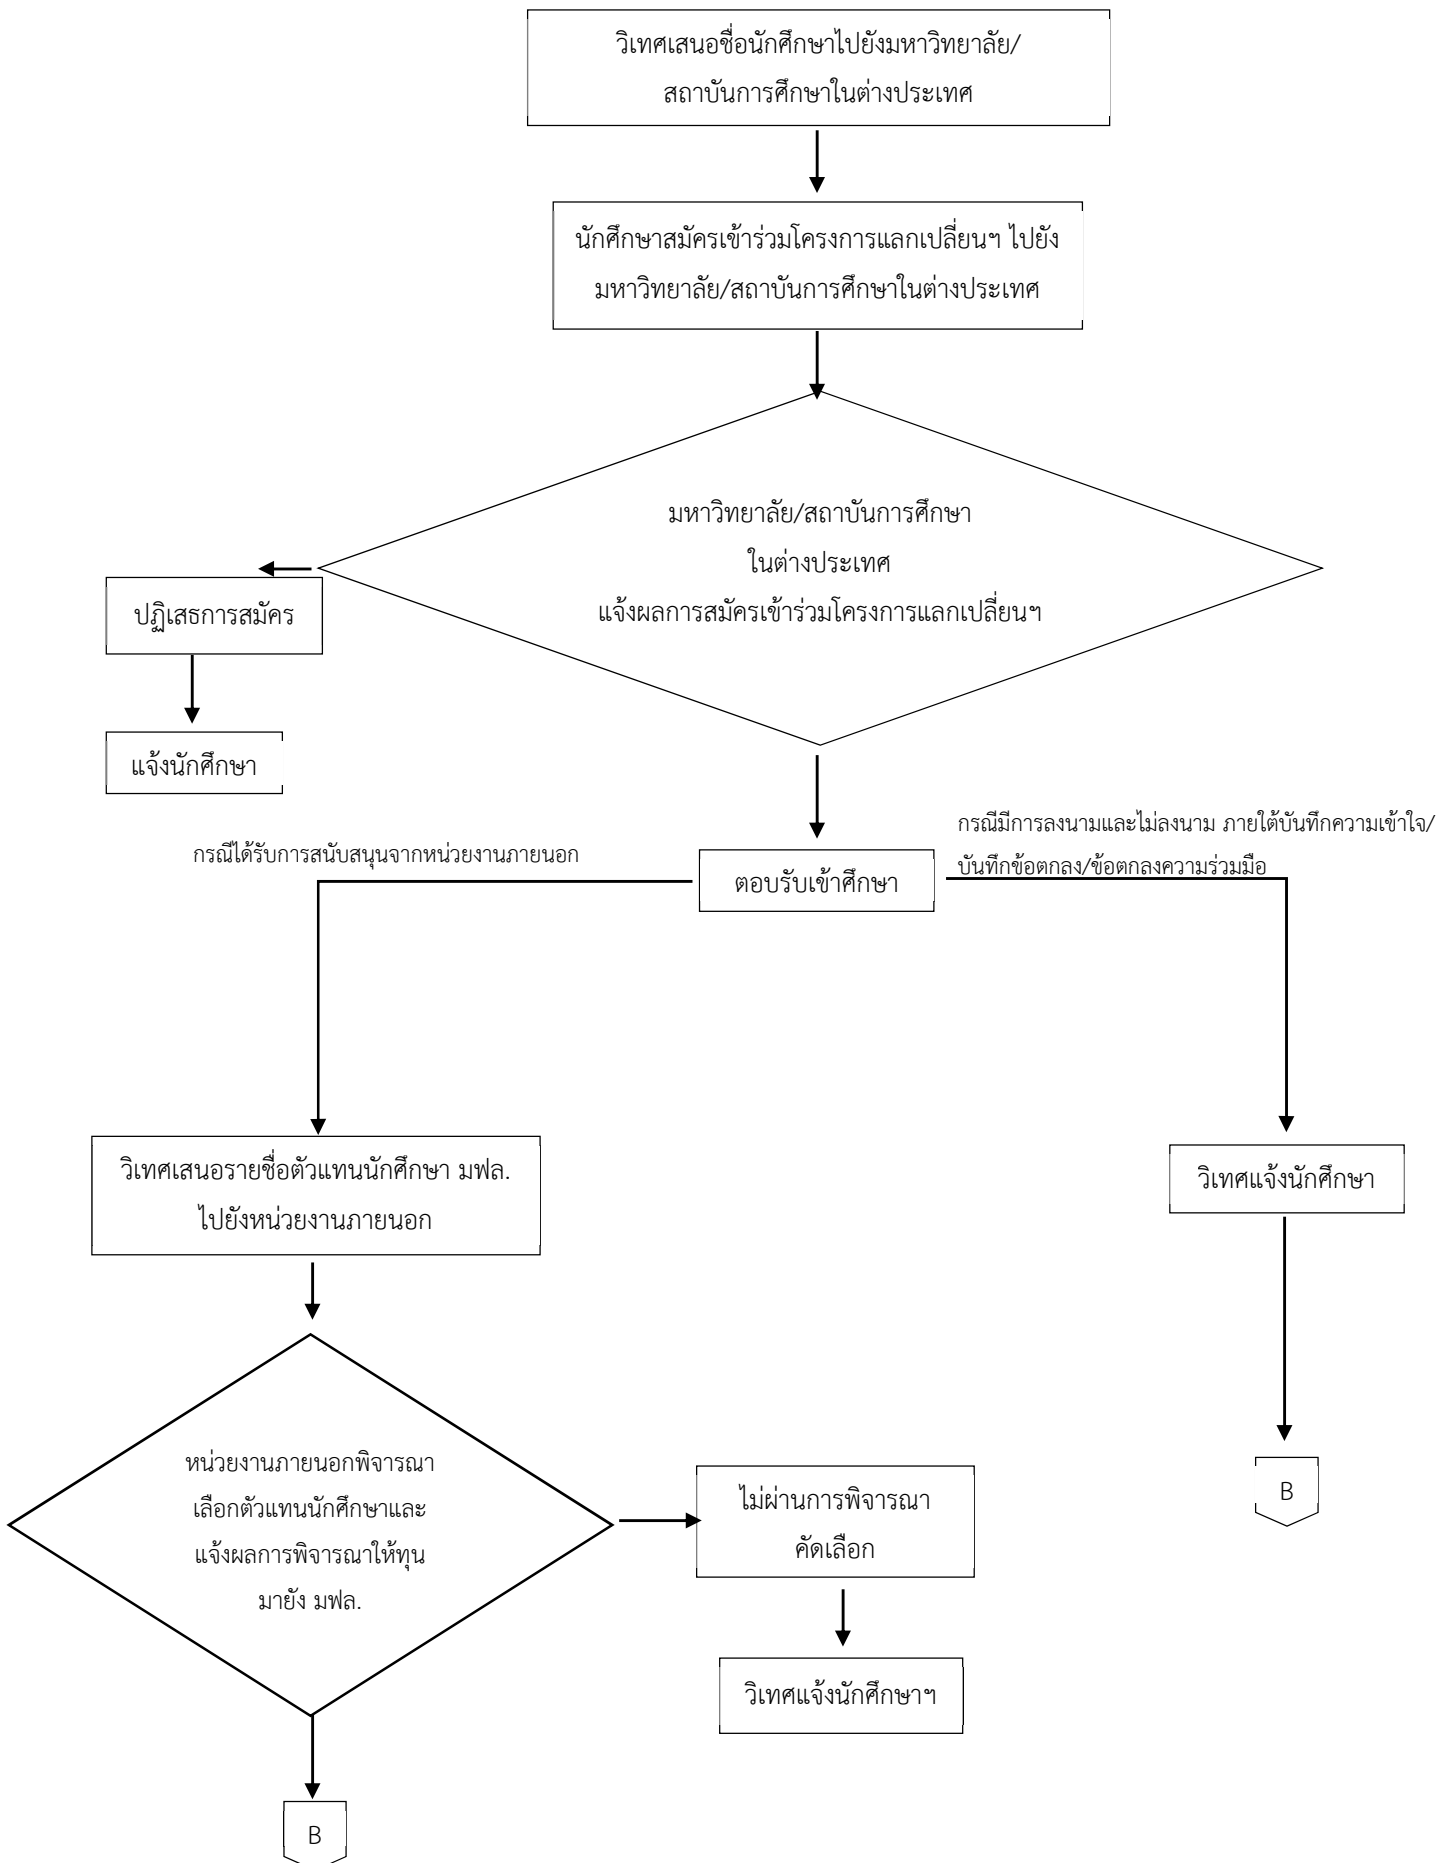 วิเทศเสนอชื่อนักศึกษาไปยังมหาวิทยาลัย/
สถาบันการศึกษาในต่างประเทศ
นักศึกษาสมัครเข้าร่วมโครงการแลกเปลี่ยนฯ ไปยัง
มหาวิทยาลัย/สถาบันการศึกษาในต่างประเทศ
มหาวิทยาลัย/สถาบันการศึกษา
ในต่างประเทศ
แจ้งผลการสมัครเข้าร่วมโครงการแลกเปลี่ยนฯ
ปฏิเสธการสมัคร
แจ้งนักศึกษา
กรณีได้รับการสนับสนุนจากหน่วยงานภายนอก
ตอบรับเข้าศึกษา
กรณีมีการลงนามและไม่ลงนาม ภายใต้บันทึกความเข้าใจ/
บันทึกข้อตกลง/ข้อตกลงความร่วมมือ
วิเทศเสนอรายชื่อตัวแทนนักศึกษา มฟล.
ไปยังหน่วยงานภายนอก
วิเทศแจ้งนักศึกษา
หน่วยงานภายนอกพิจารณา
เลือกตัวแทนนักศึกษาและ
แจ้งผลการพิจารณาให้ทุน
มายัง มฟล.
ไม่ผ่านการพิจารณา
คัดเลือก
B
วิเทศแจ้งนักศึกษาฯ
B